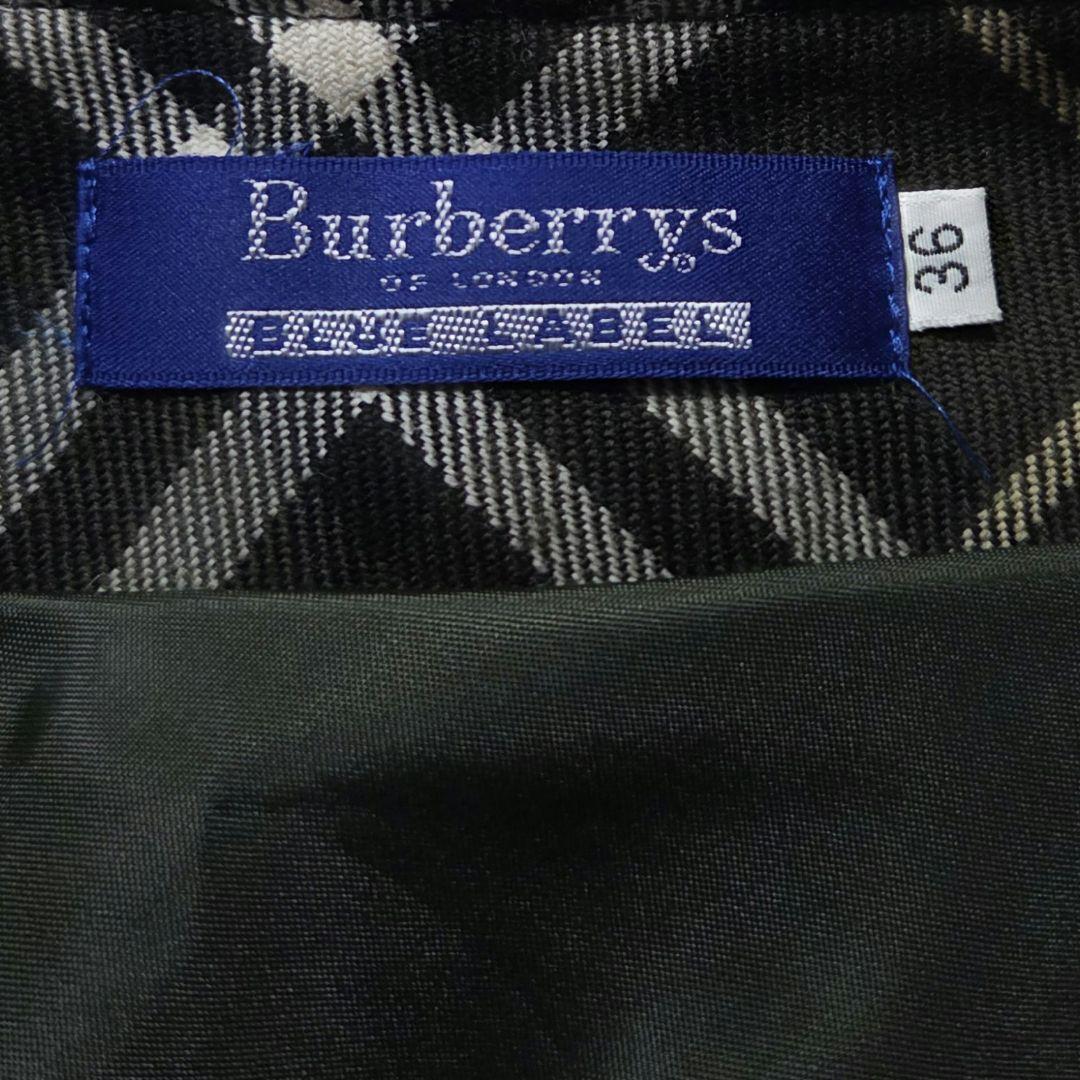 Burberrys®
OF LONDON
BLUE LABEL
36